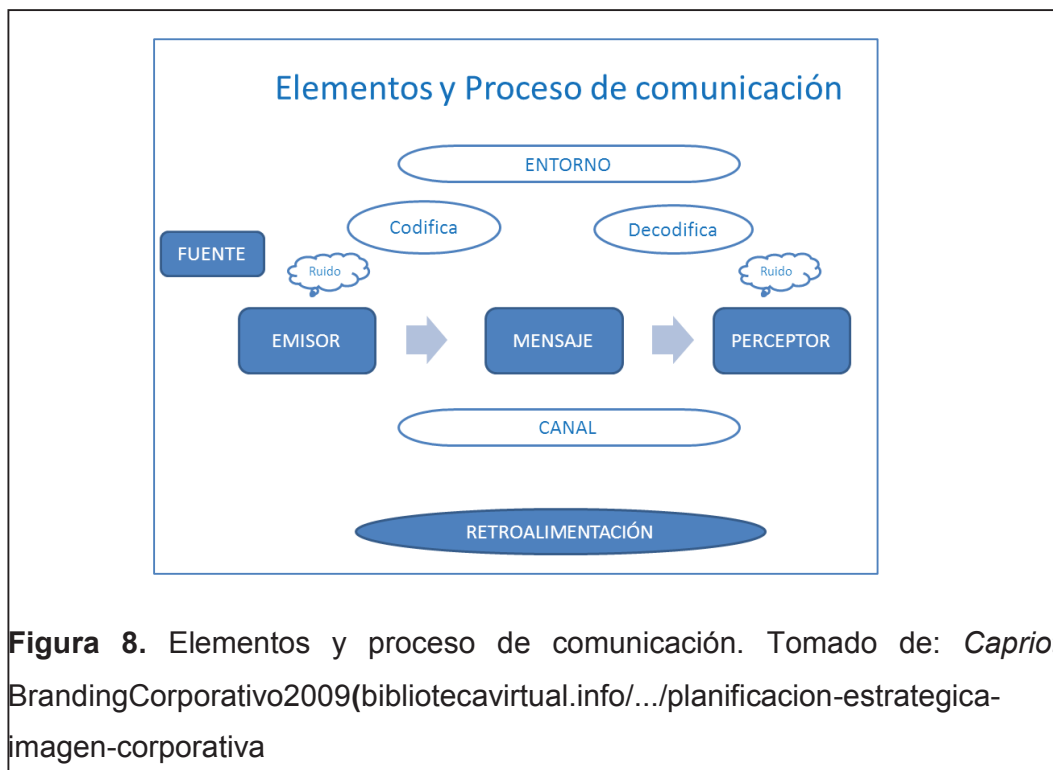 Elementos y Proceso de comunicación
ENTORNO
Codifica
Decodifica
FUENTE
Ruido
Ruido
EMISOR
MENSAJE
PERCEPTOR
CANAL
RETROALIMENTACIÓN
Figura 8. Elementos y proceso de comunicación. Tomado de: Caprio
BrandingCorporativo2009(bibliotecavirtual.info/.../planificacion-estrategica-
imagen-corporativa